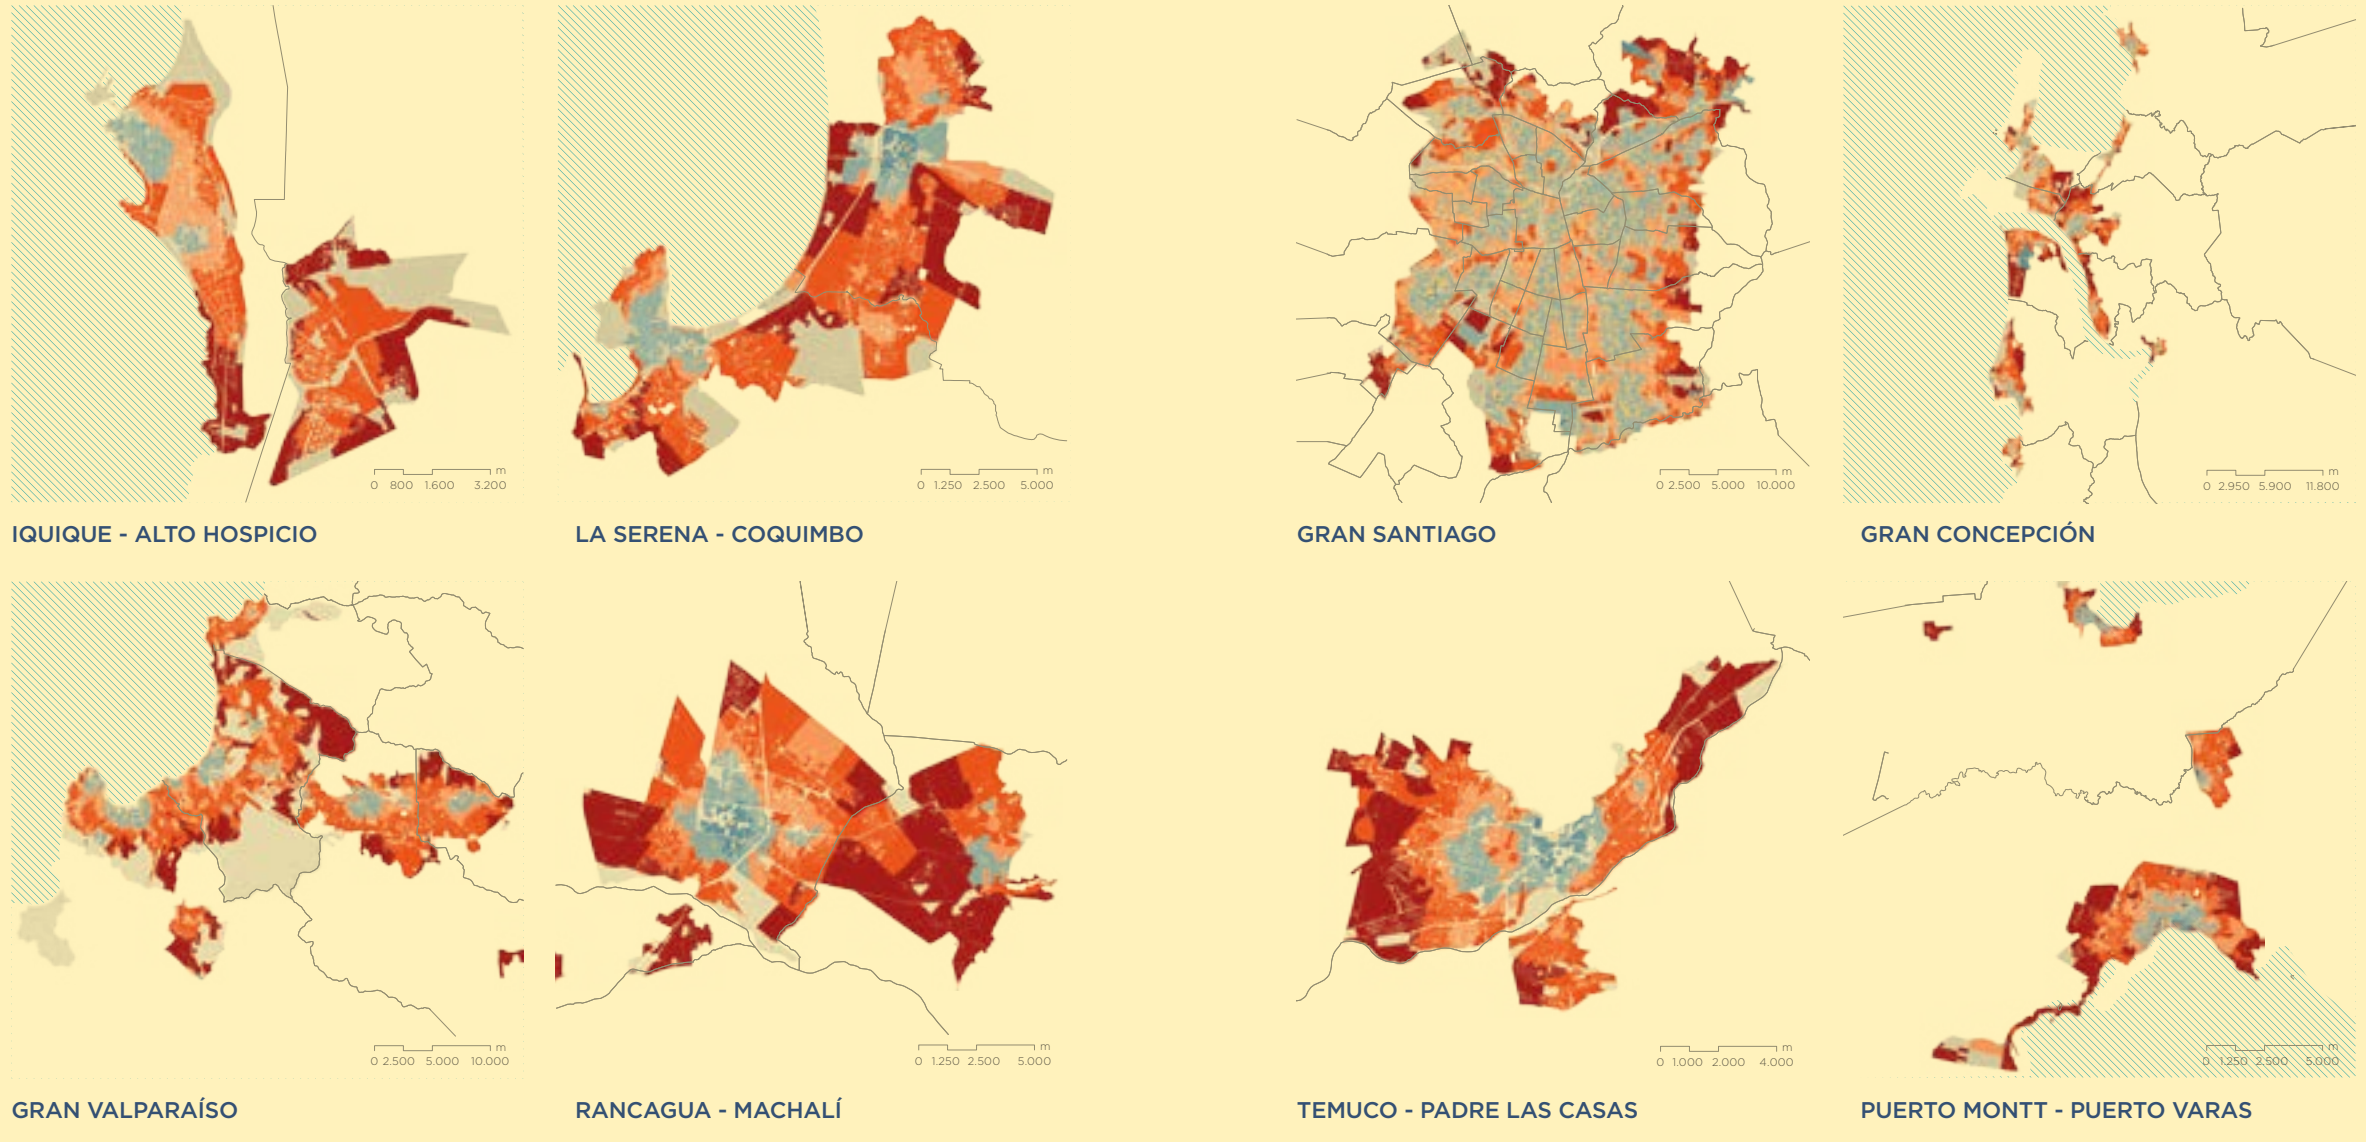 m
0 800 1.600 3.200
m
0 1.250 2.500 5.000
m
0 2.500 5.000 10.000
m
0 2.950 5.900 11.800
IQUIQUE - ALTO HOSPICIO
LA SERENA - COQUIMBO
GRAN SANTIAGO
GRAN CONCEPCIÓN
m
0 2.500 5.000 10.000
m
0 1.250 2.500 5.000
m
0 1.000 2.000 4.000
m
0 1.250 2.500 5.000
GRAN VALPARAÍSO
RANCAGUA - MACHALÍ
TEMUCO - PADRE LAS CASAS
PUERTO MONTT - PUERTO VARAS